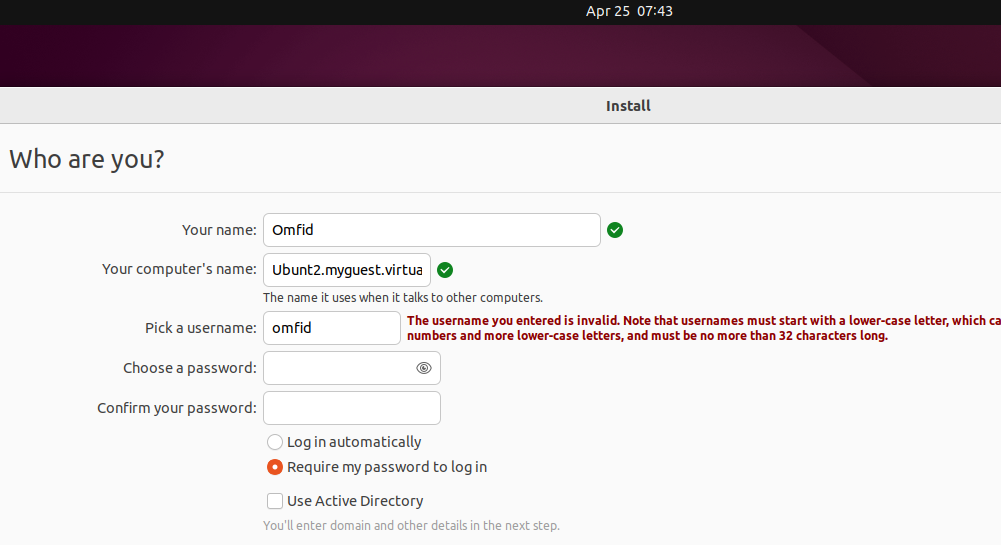 Apr 25 07:43
Install
Who are you?
Your name: Omfid
Your computer's name: Ubunt2.myguest.virtua
The name it uses when it talks to other computers.
Pick a username: omfid
The username you entered is invalid. Note that usernames must start with a lower-case letter, which ca
numbers and more lower-case letters, and must be no more than 32 characters long.
Choose a password:
Confirm your password:
Log in automatically
Require my password to log in
Use Active Directory
You'll enter domain and other details in the next step.